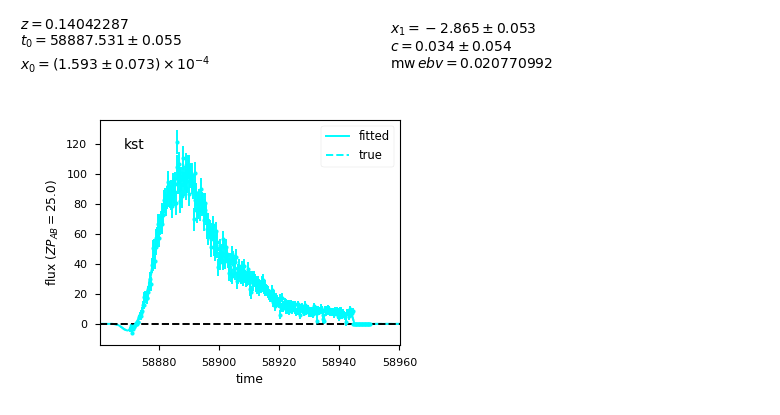 z = 0.14042287
t₀ = 58887.531 ± 0.055
x₀ = (1.593 ± 0.073) × 10⁻⁴
x₁ = −2.865 ± 0.053
c = 0.034 ± 0.054
mw ebv = 0.020770992
kst
fitted
true
120
100
80
60
40
20
0
flux (ZP_AB = 25.0)
58880 58900 58920 58940 58960
time